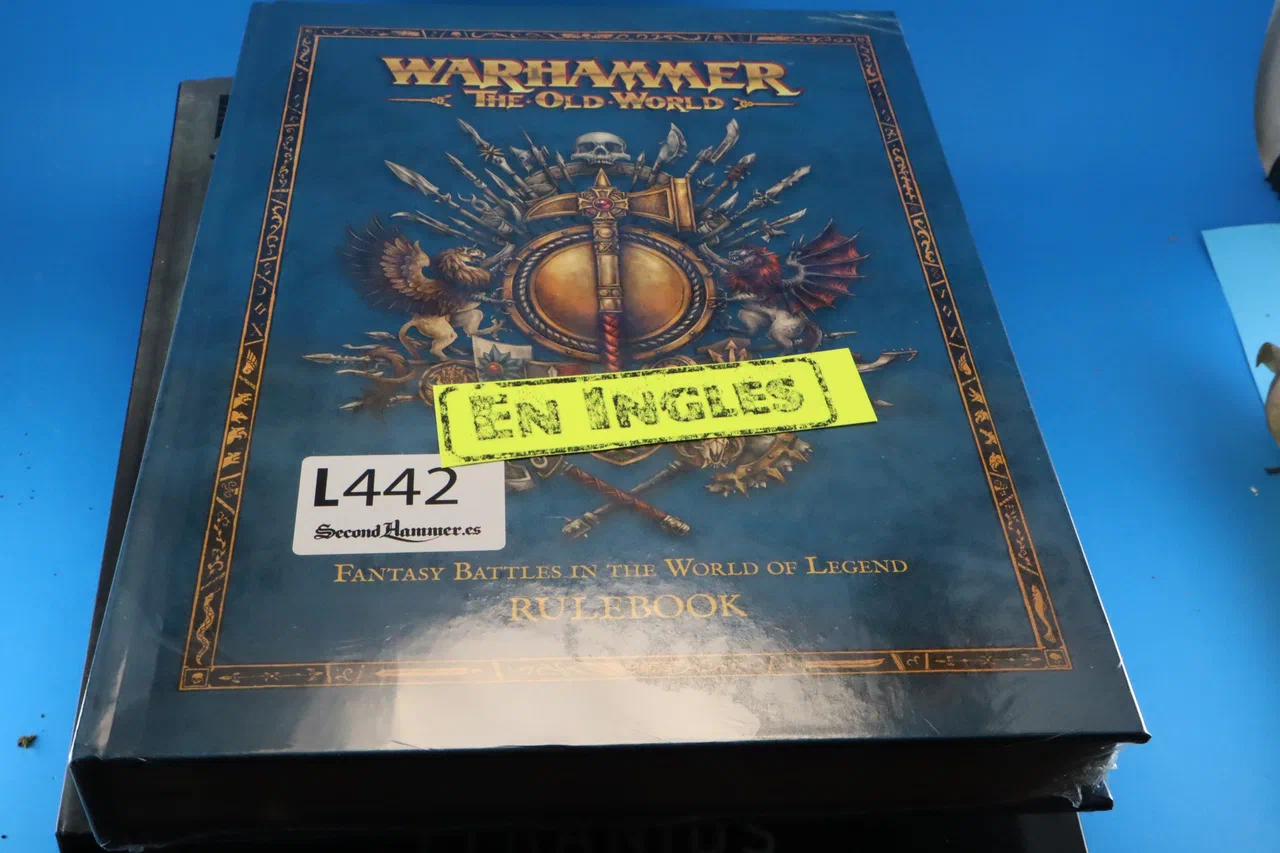 WARHAMMER
THE · OLD · WORLD
EN INGLES
L442
SecondHammer.es
FANTASY BATTLES IN THE WORLD OF LEGEND
RULEBOOK